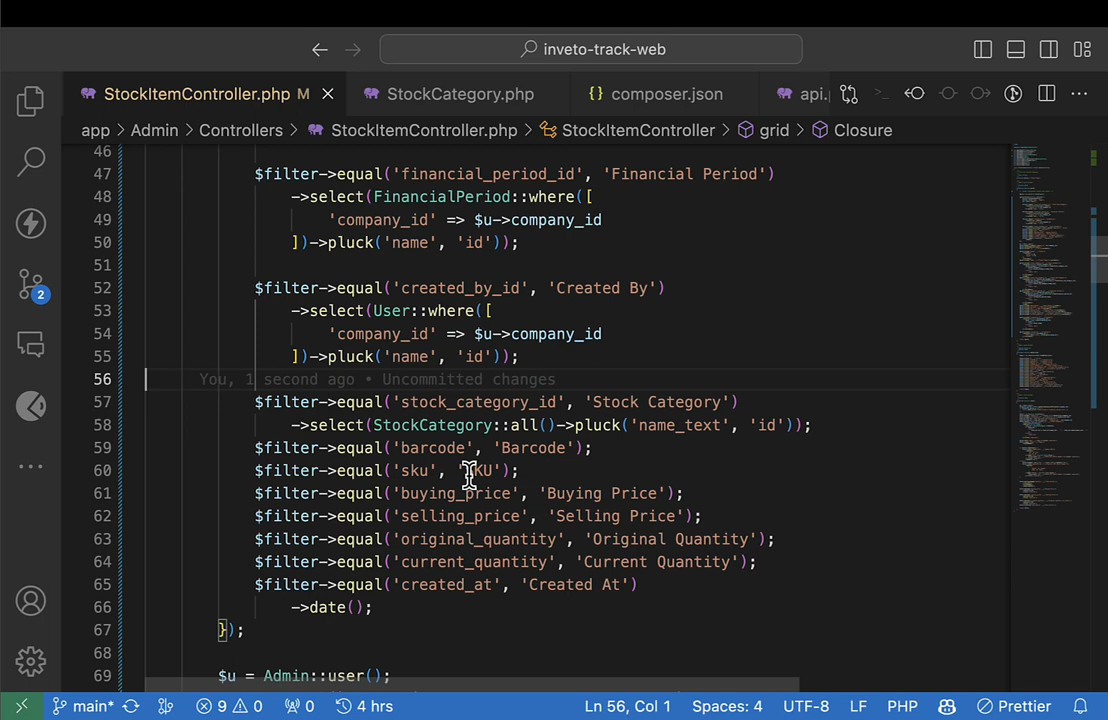 inveto-track-web
StockItemController.php M
StockCategory.php
{} composer.json
api.
app > Admin > Controllers > StockItemController.php > StockItemController > grid > Closure
46
47 $filter->equal('financial_period_id', 'Financial Period')
48 ->select(FinancialPeriod::where([
49 'company_id' => $u->company_id
50 ])->pluck('name', 'id'));
51
52 $filter->equal('created_by_id', 'Created By')
53 ->select(User::where([
54 'company_id' => $u->company_id
55 ])->pluck('name', 'id'));
56 You, 1 second ago • Uncommitted changes
57 $filter->equal('stock_category_id', 'Stock Category')
58 ->select(StockCategory::all()->pluck('name_text', 'id'));
59 $filter->equal('barcode', 'Barcode');
60 $filter->equal('sku', 'SKU');
61 $filter->equal('buying_price', 'Buying Price');
62 $filter->equal('selling_price', 'Selling Price');
63 $filter->equal('original_quantity', 'Original Quantity');
64 $filter->equal('current_quantity', 'Current Quantity');
65 $filter->equal('created_at', 'Created At')
66 ->date();
67 });
68
69 $u = Admin::user();
2
main* 9 0 0 4 hrs Ln 56, Col 1 Spaces: 4 UTF-8 LF PHP Prettier